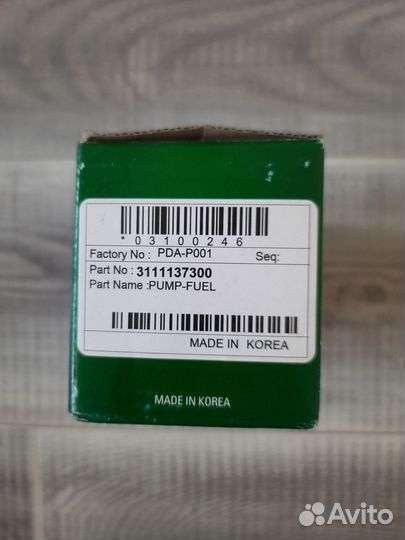 *03100246
Factory No : PDA-P001 Seq:
Part No : 3111137300
Part Name :PUMP-FUEL
MADE IN KOREA
MADE IN KOREA
Avito